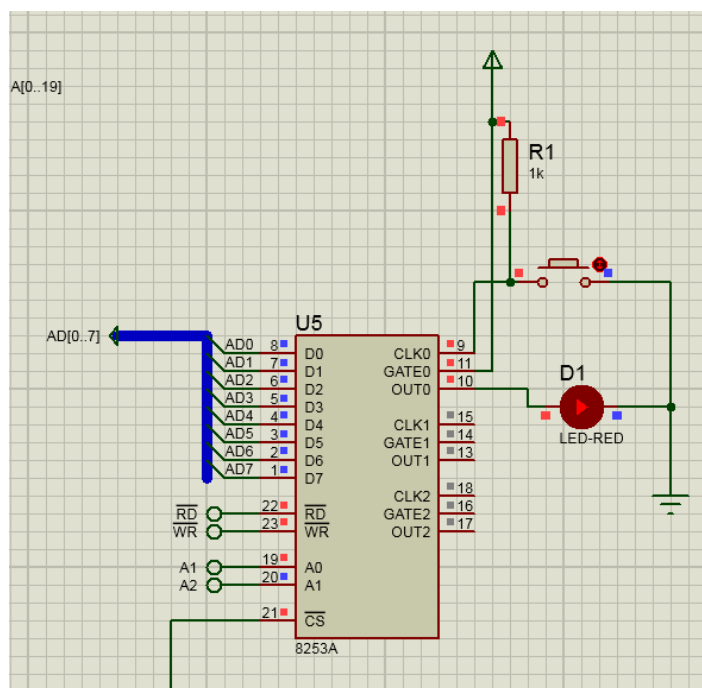 A[0..19]
R1
1k
U5
AD[0..7]
AD0 8 D0 CLK0 9
AD1 7 D1 GATE0 11
AD2 6 D2 OUT0 10
AD3 5 D3
AD4 4 D4 CLK1 15
AD5 3 D5 GATE1 14
AD6 2 D6 OUT1 13
AD7 1 D7
CLK2 18
RD 22 RD GATE2 16
WR 23 WR OUT2 17
A1 19 A0
A2 20 A1
21 CS
8253A
D1
LED-RED